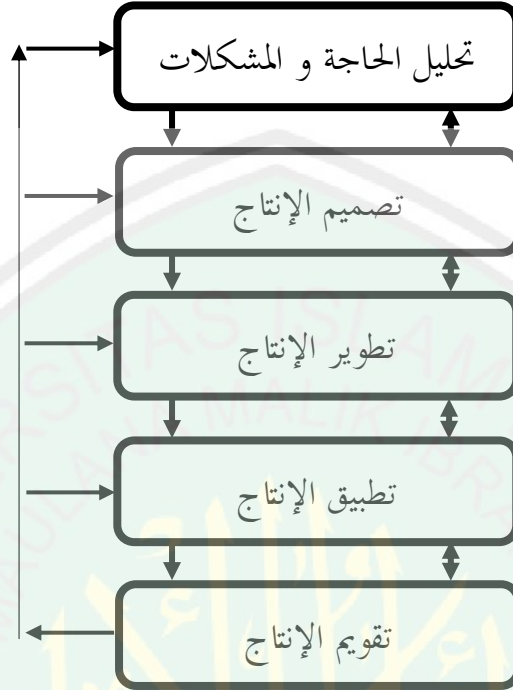 تحليل الحاجة و المشكلات
تصميم الإنتاج
تطوير الإنتاج
تطبيق الإنتاج
تقويم الإنتاج